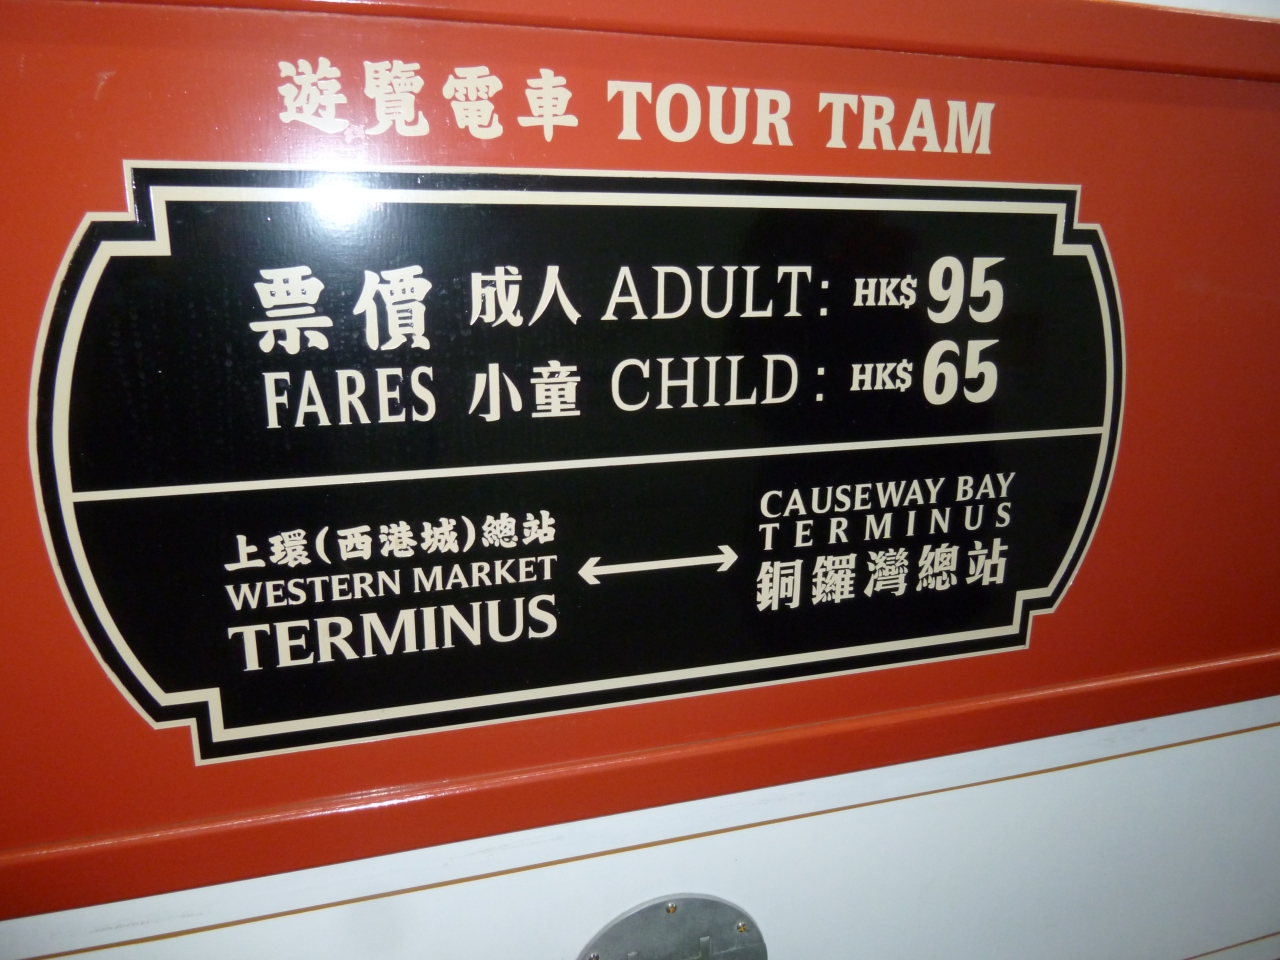 遊覽電車 TOUR TRAM
票價 成人 ADULT: HK$ 95
FARES 小童 CHILD: HK$ 65
上環(西港城)總站
WESTERN MARKET
TERMINUS
CAUSEWAY BAY
TERMINUS
銅鑼灣總站